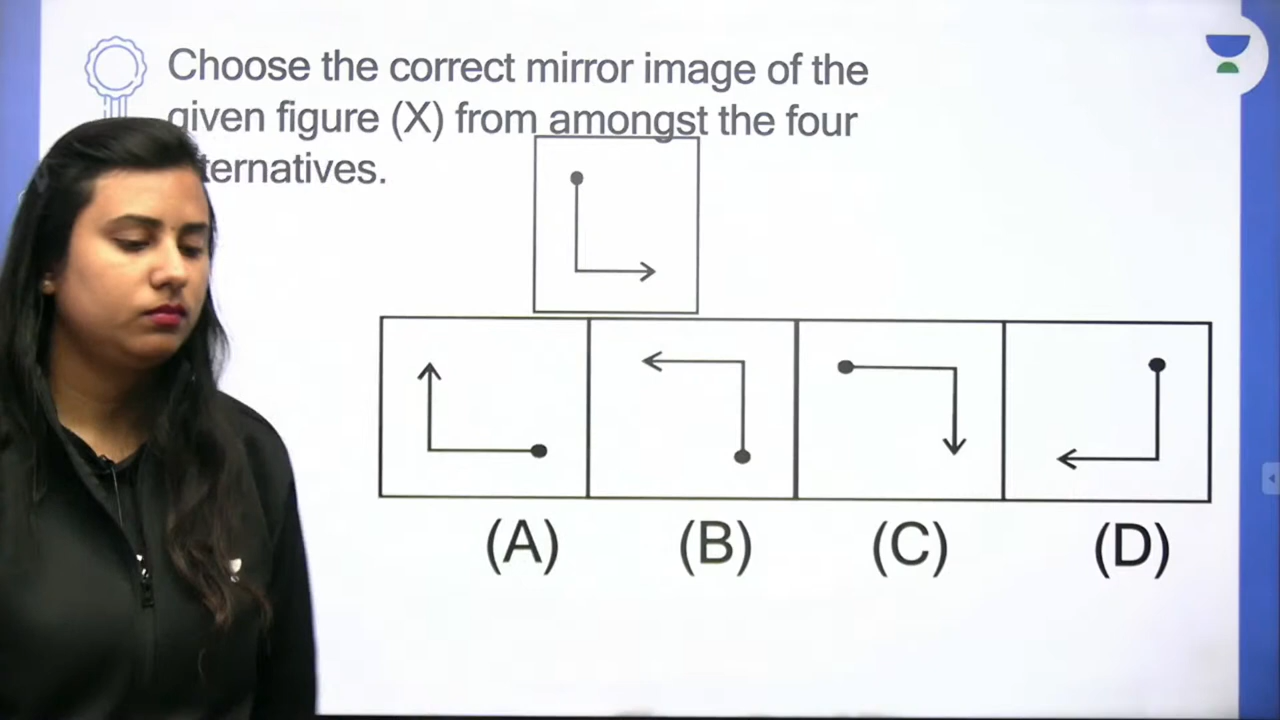 Choose the correct mirror image of the
given figure (X) from amongst the four
ternatives.
(A) (B) (C) (D)